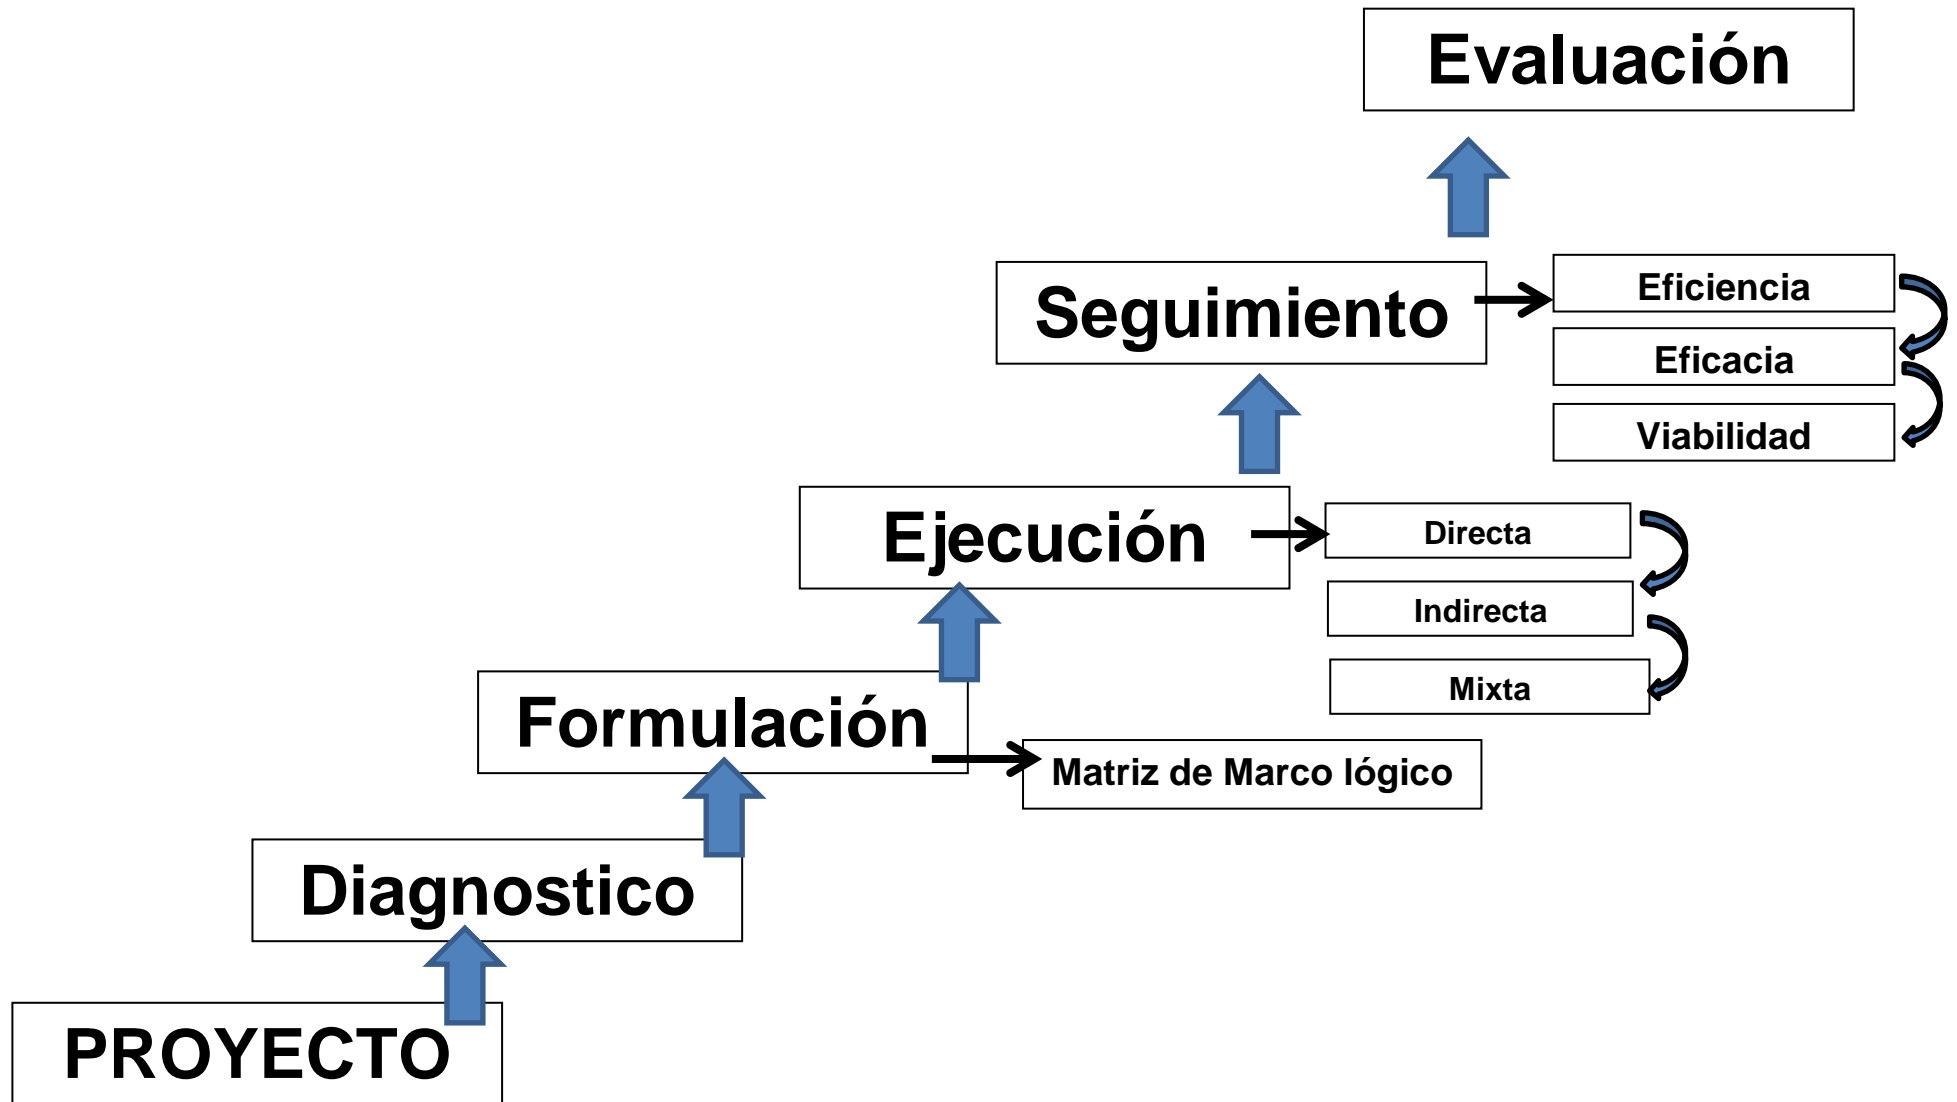 Evaluación
Seguimiento
Eficiencia
Eficacia
Viabilidad
Ejecución
Directa
Indirecta
Mixta
Formulación
Matriz de Marco lógico
Diagnostico
PROYECTO